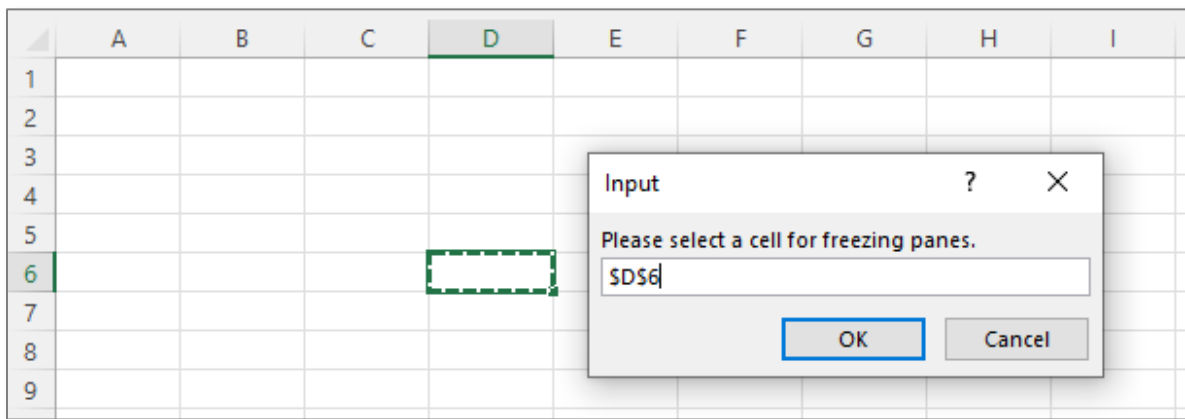 A B C D E F G H I
1
2
3
Input ? ×
4
5
Please select a cell for freezing panes.
6
$D$6
7
8
OK Cancel
9